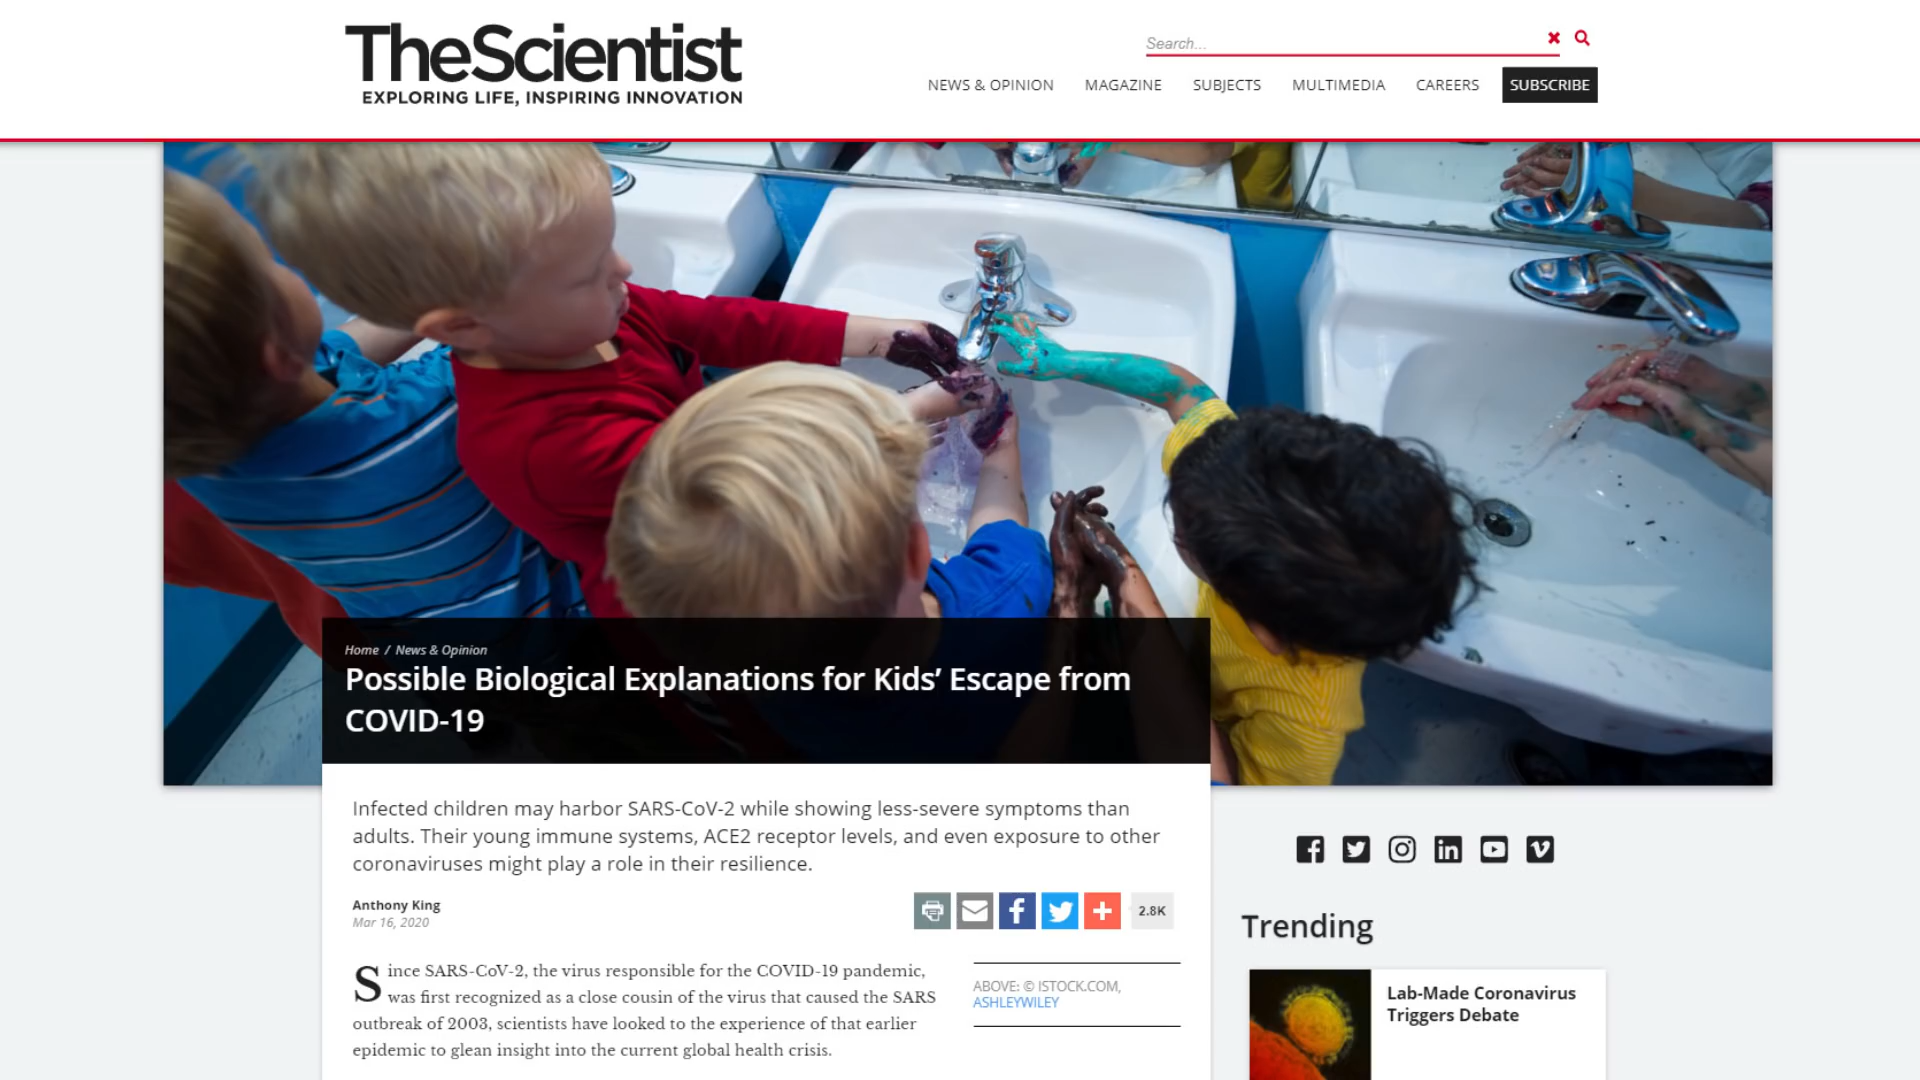 TheScientist
EXPLORING LIFE, INSPIRING INNOVATION
Search...
NEWS & OPINION
MAGAZINE
SUBJECTS
MULTIMEDIA
CAREERS
SUBSCRIBE
Home / News & Opinion
Possible Biological Explanations for Kids’ Escape from
COVID-19
Infected children may harbor SARS-CoV-2 while showing less-severe symptoms than
adults. Their young immune systems, ACE2 receptor levels, and even exposure to other
coronaviruses might play a role in their resilience.
Anthony King
Mar 16, 2020
2.8K
Since SARS-CoV-2, the virus responsible for the COVID-19 pandemic,
was first recognized as a close cousin of the virus that caused the SARS
outbreak of 2003, scientists have looked to the experience of that earlier
epidemic to glean insight into the current global health crisis.
ABOVE: © ISTOCK.COM,
ASHLEYWILEY
Trending
Lab-Made Coronavirus
Triggers Debate